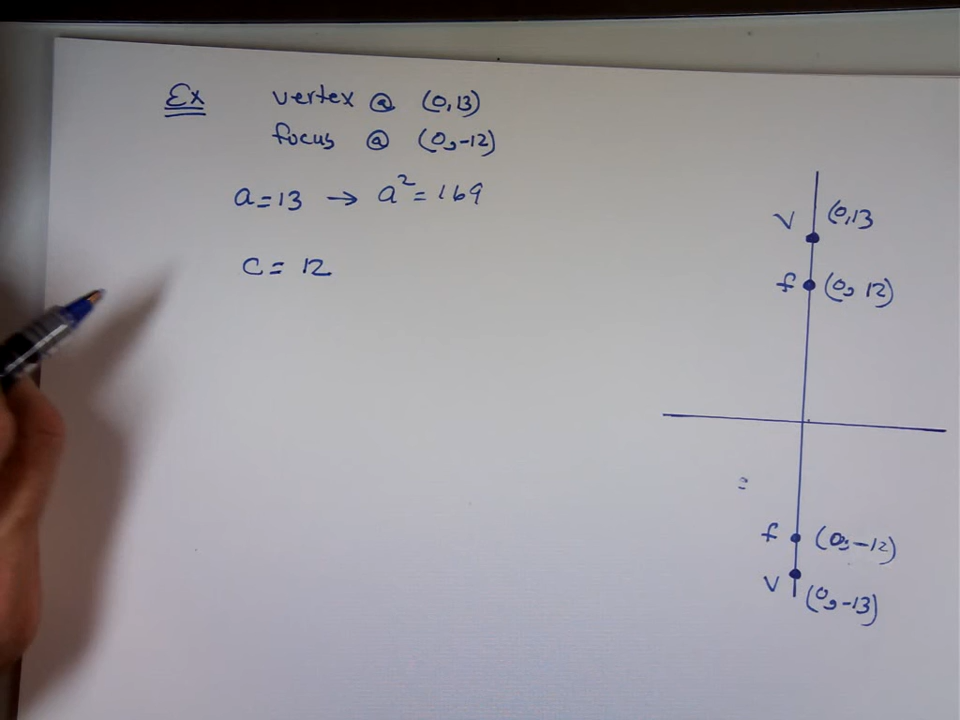 Ex vertex @ (0,13)
focus @ (0,-12)
a=13 → a²=169
c= 12
V (0,13
f (0, 12)
=
f (0,-12)
V (0,-13)